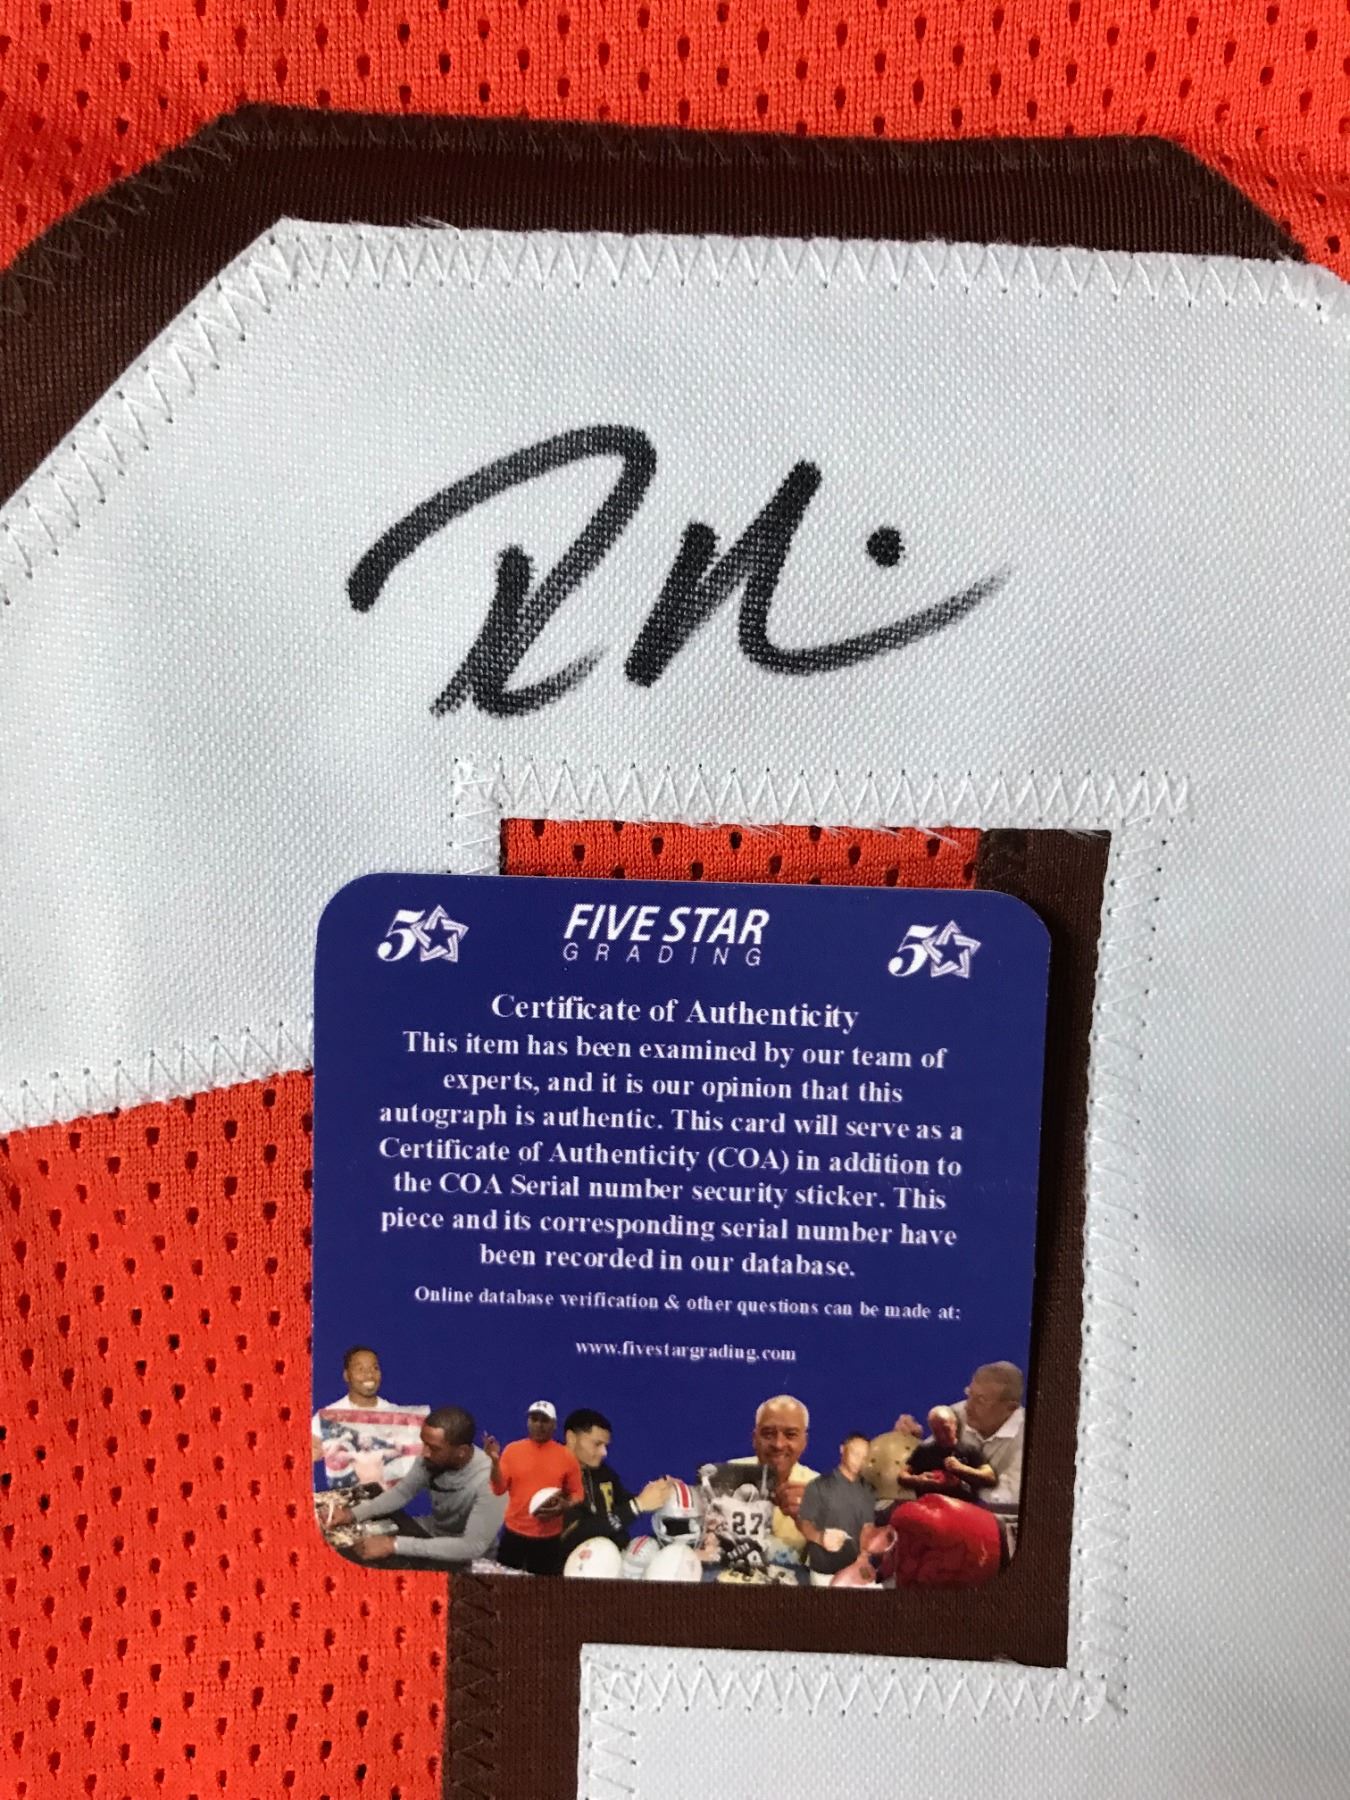 5 FIVE STAR 5
GRADING
Certificate of Authenticity
This item has been examined by our team of
experts, and it is our opinion that this
autograph is authentic. This card will serve as a
Certificate of Authenticity (COA) in addition to
the COA Serial number security sticker. This
piece and its corresponding serial number have
been recorded in our database.
Online database verification & other questions can be made at:
www.fivestargrading.com
27